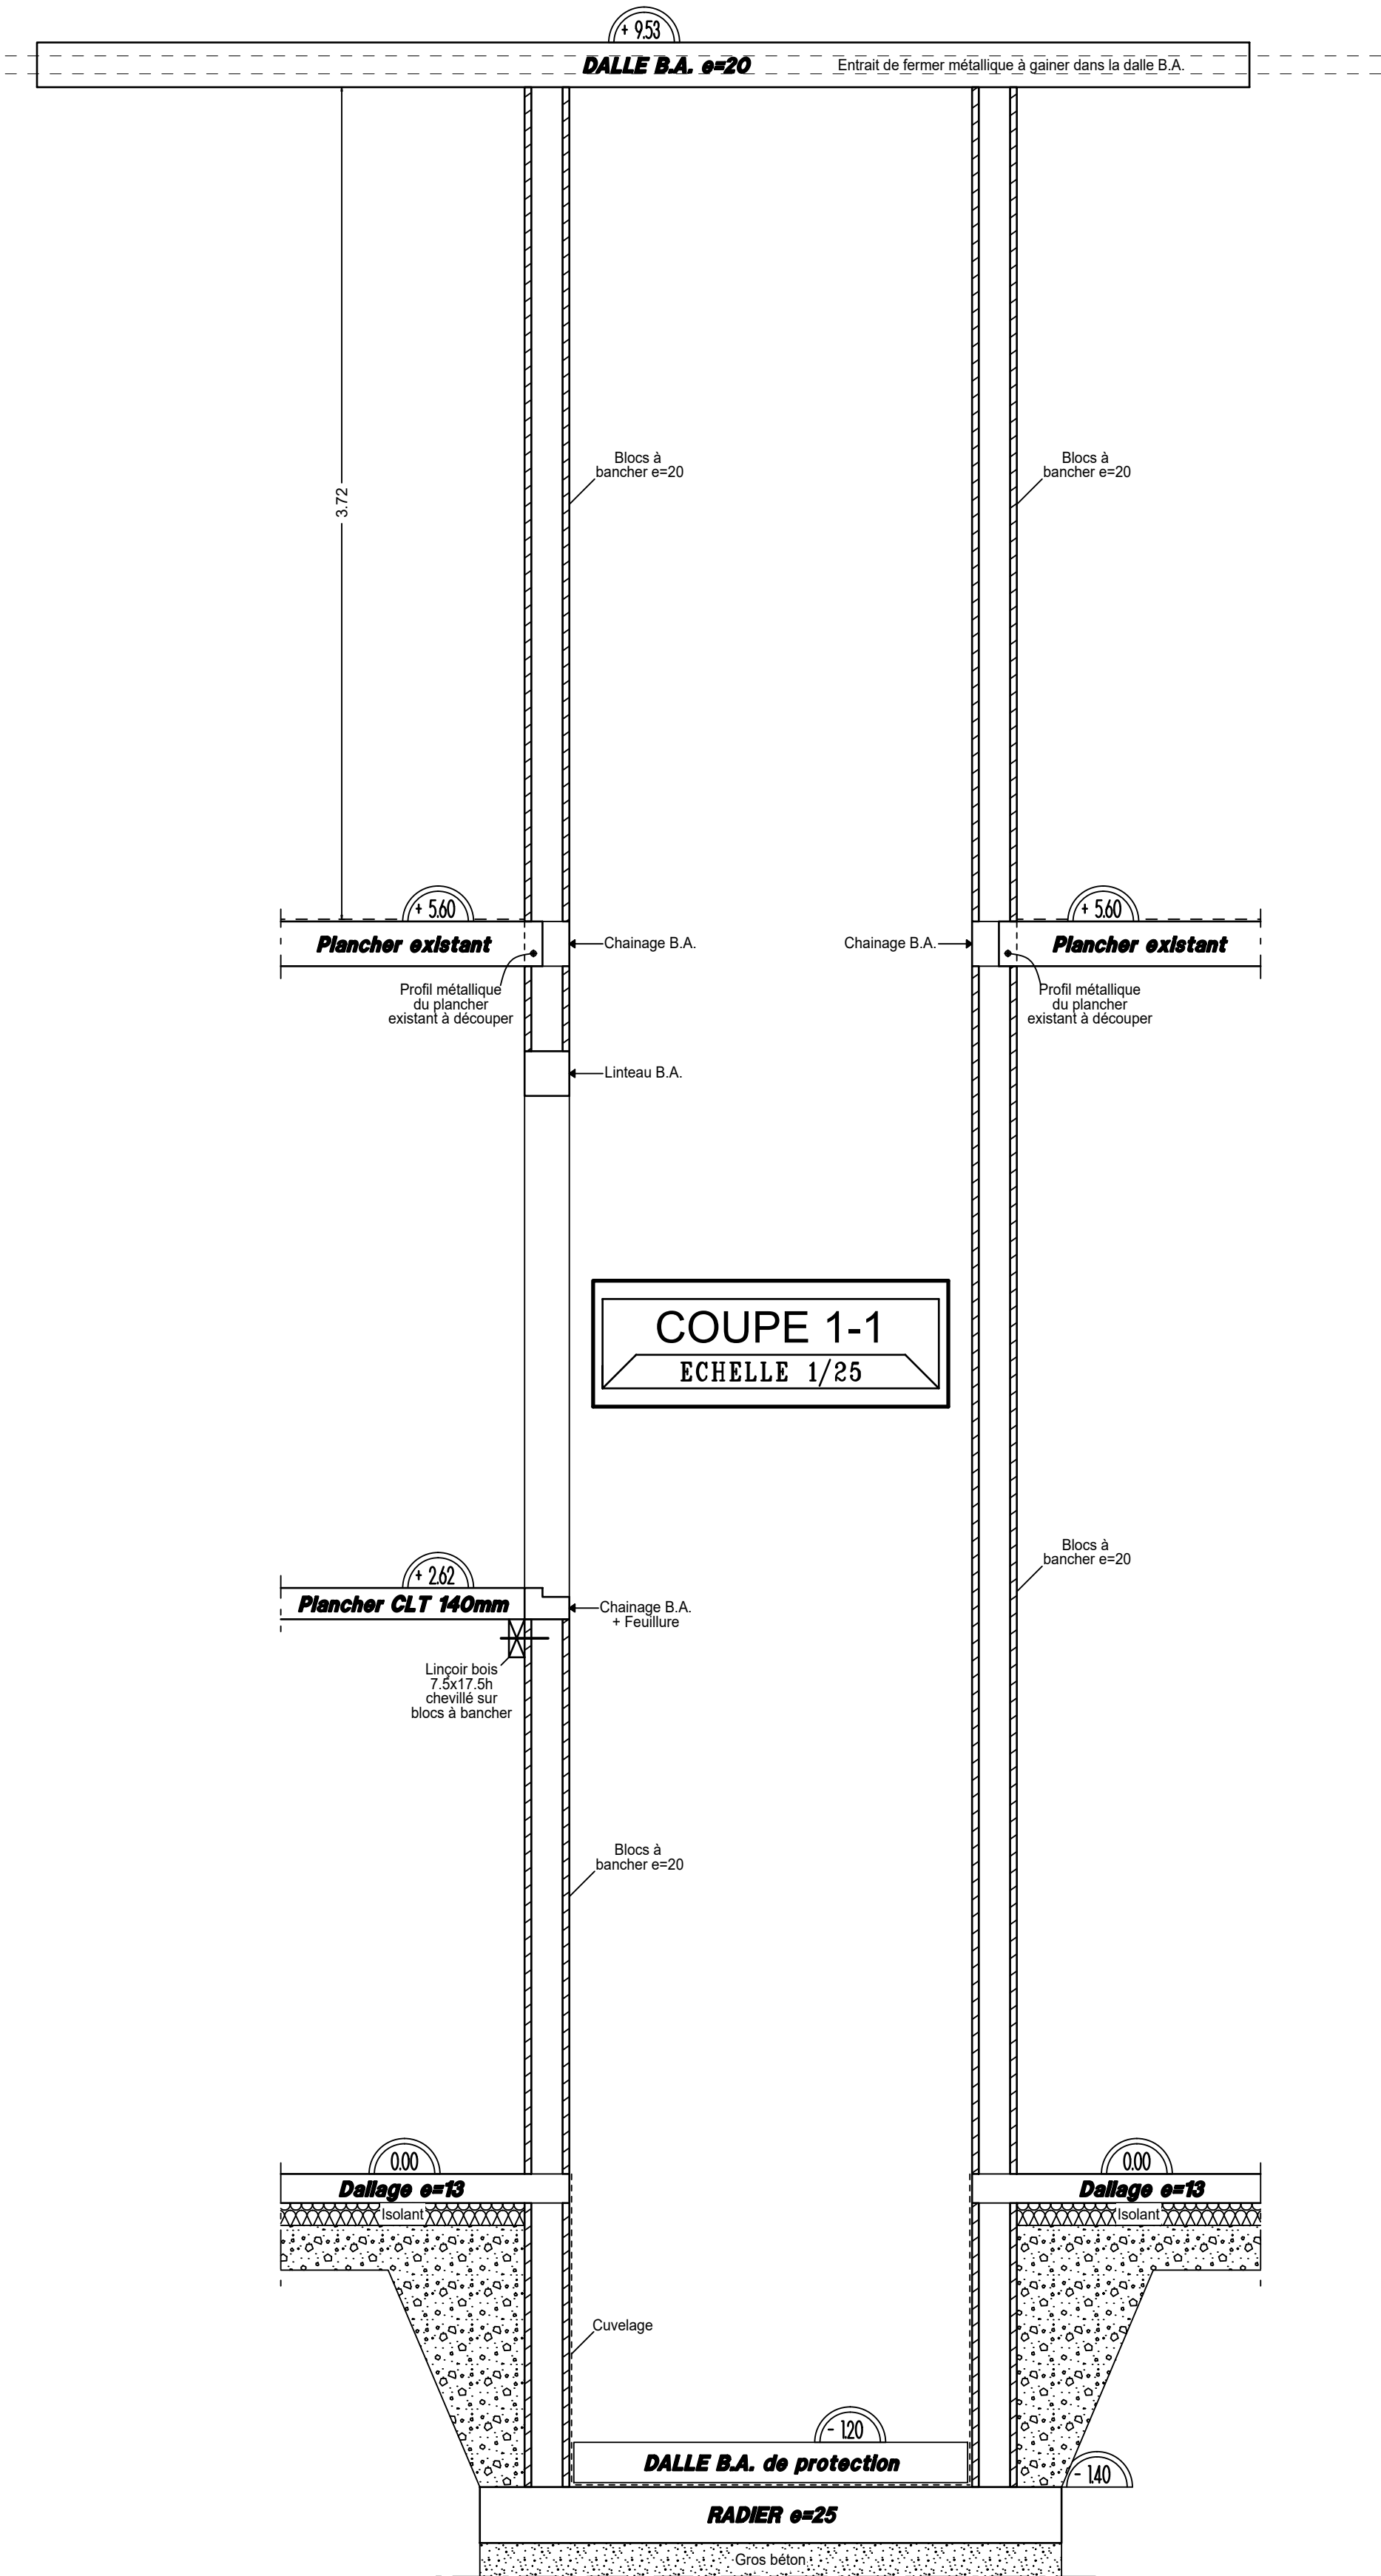 + 9.53
DALLE B.A. e=20
Entrait de fermer métallique à gainer dans la dalle B.A.
3.72
Blocs à
bancher e=20
Blocs à
bancher e=20
+ 5.60
+ 5.60
Plancher existant
Chainage B.A.
Chainage B.A.
Plancher existant
Profil métallique
du plancher
existant à découper
Profil métallique
du plancher
existant à découper
Linteau B.A.
COUPE 1-1
ECHELLE 1/25
Blocs à
bancher e=20
+ 2.62
Plancher CLT 140mm
Chainage B.A.
+ Feuillure
Linçoir bois
7.5x17.5h
chevillé sur
blocs à bancher
Blocs à
bancher e=20
0.00
0.00
Dallage e=13
Dallage e=13
Isolant
Isolant
Cuvelage
- 1.20
DALLE B.A. de protection
- 1.40
RADIER e=25
Gros béton